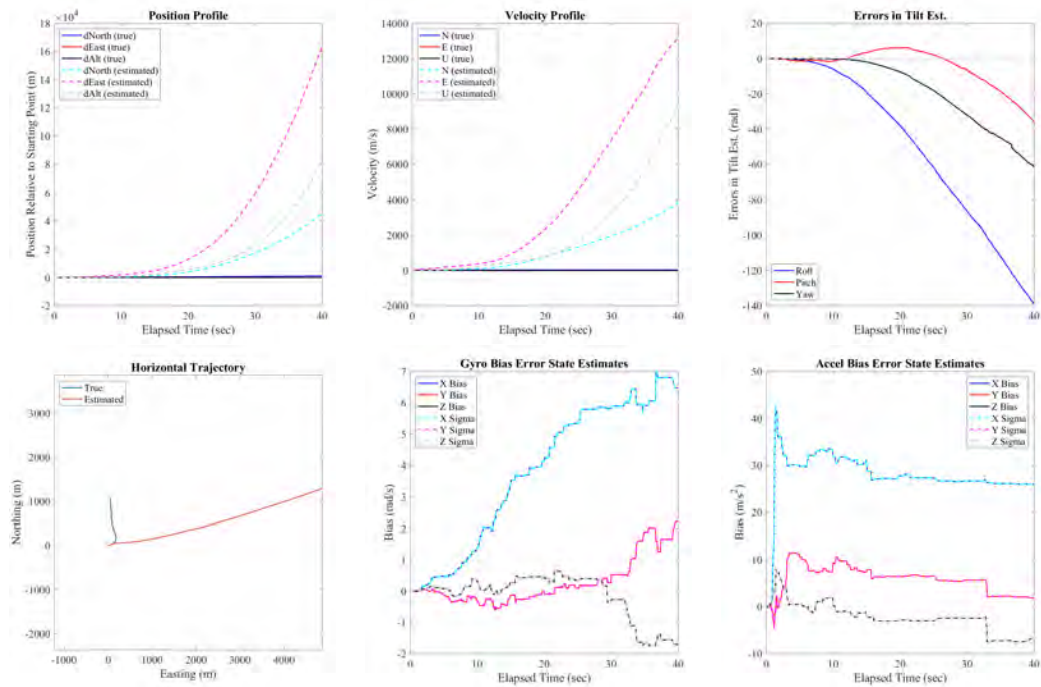 Position Profile
×10⁴
Position Relative to Starting Point (m)
18
16
14
12
10
8
6
4
2
0
-2
dNorth (true)
dEast (true)
dAlt (true)
dNorth (estimated)
dEast (estimated)
dAlt (estimated)
0 10 20 30 40
Elapsed Time (sec)
Velocity Profile
Velocity (m/s)
14000
12000
10000
8000
6000
4000
2000
0
-2000
N (true)
E (true)
U (true)
N (estimated)
E (estimated)
U (estimated)
0 10 20 30 40
Elapsed Time (sec)
Errors in Tilt Est.
Errors in Tilt Est. (rad)
20
0
-20
-40
-60
-80
-100
-120
-140
Roll
Pitch
Yaw
0 10 20 30 40
Elapsed Time (sec)
Horizontal Trajectory
Northing (m)
True
Estimated
3000
2000
1000
0
-1000
-2000
-1000 0 1000 2000 3000 4000
Easting (m)
Gyro Bias Error State Estimates
Bias (rad/s)
7
6
5
4
3
2
1
0
-1
-2
X Bias
Y Bias
Z Bias
X Sigma
Y Sigma
Z Sigma
0 10 20 30 40
Elapsed Time (sec)
Accel Bias Error State Estimates
Bias (m/s²)
50
40
30
20
10
0
-10
X Bias
Y Bias
Z Bias
X Sigma
Y Sigma
Z Sigma
0 10 20 30 40
Elapsed Time (sec)